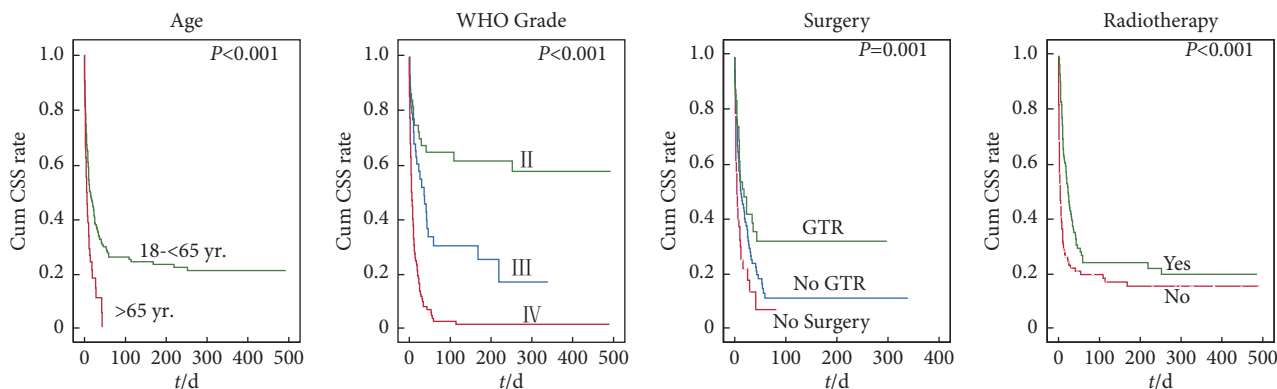 Age
P<0.001
Cum CSS rate
1.0
0.8
0.6
0.4
0.2
0
18-<65 yr.
>65 yr.
0 100 200 300 400 500
t/d
WHO Grade
P<0.001
Cum CSS rate
1.0
0.8
0.6
0.4
0.2
0
II
III
IV
0 100 200 300 400 500
t/d
Surgery
P=0.001
Cum CSS rate
1.0
0.8
0.6
0.4
0.2
0
GTR
No GTR
No Surgery
0 100 200 300 400
t/d
Radiotherapy
P<0.001
Cum CSS rate
1.0
0.8
0.6
0.4
0.2
0
Yes
No
0 100 200 300 400 500
t/d